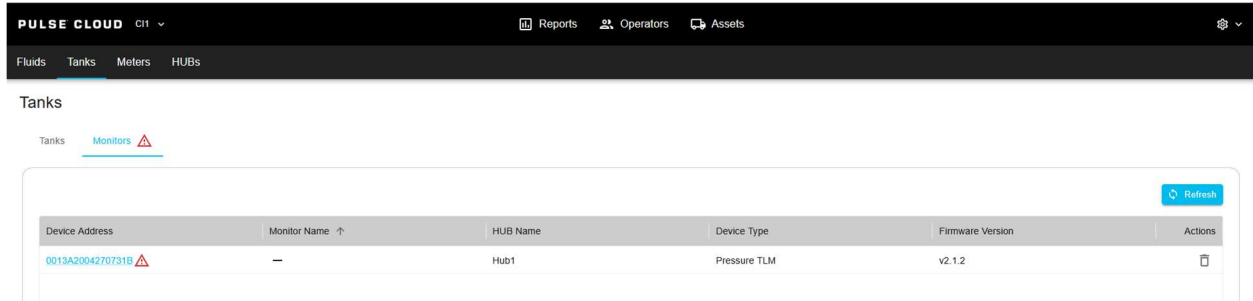 PULSE CLOUD CI1 Reports Operators Assets
Fluids Tanks Meters HUBs
Tanks
Tanks Monitors
Refresh
Device Address Monitor Name HUB Name Device Type Firmware Version Actions
0013A2004270731B — Hub1 Pressure TLM v2.1.2